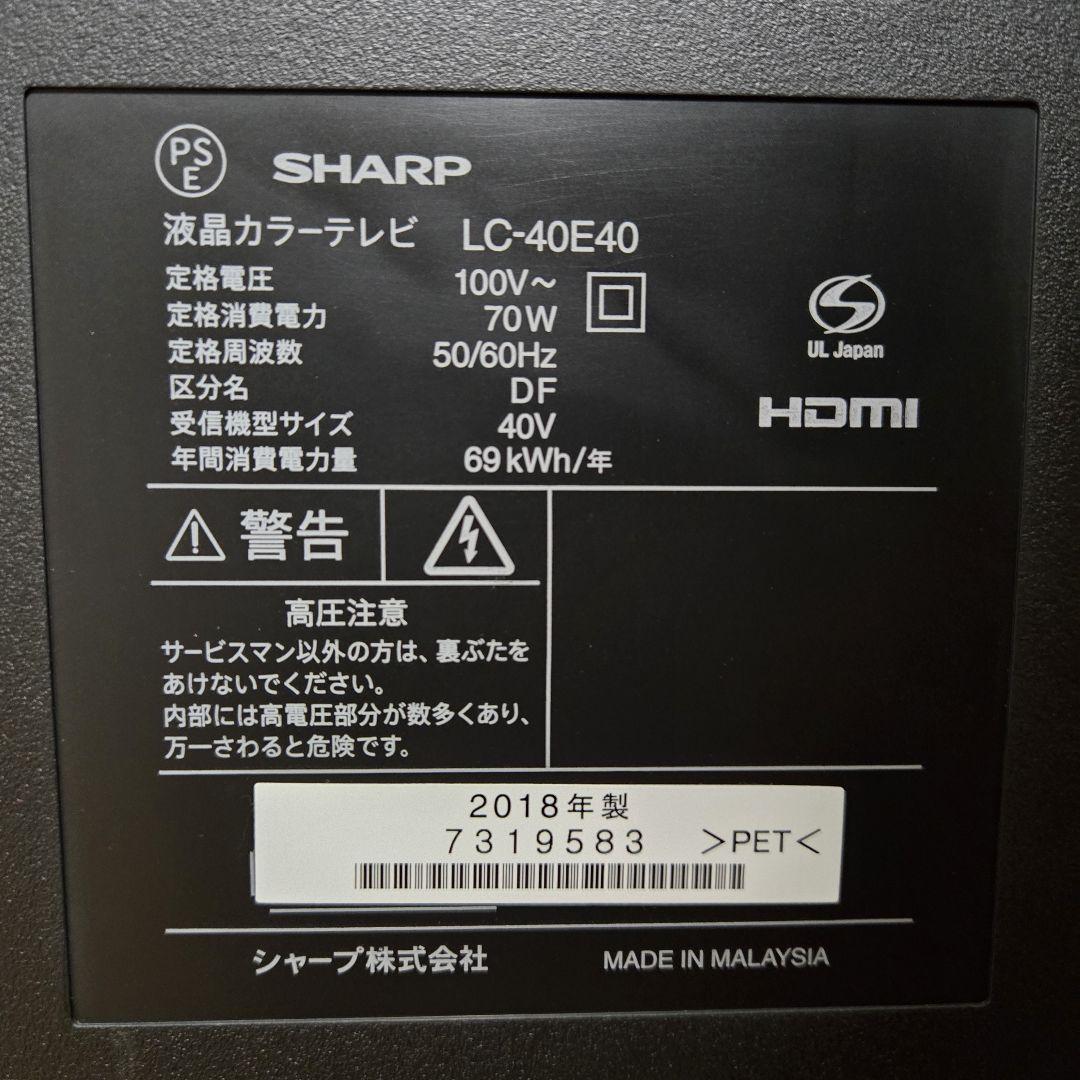 PSE SHARP
液晶カラーテレビ LC-40E40
定格電圧 100V～
定格消費電力 70W
定格周波数 50/60Hz
区分名 DF
受信機型サイズ 40V
年間消費電力量 69kWh/年
UL Japan
HDMI
警告
高圧注意
サービスマン以外の方は、裏ぶたを
あけないでください。
内部には高電圧部分が数多くあり、
万一さわると危険です。
2018年製
7319583 >PET<
シャープ株式会社 MADE IN MALAYSIA